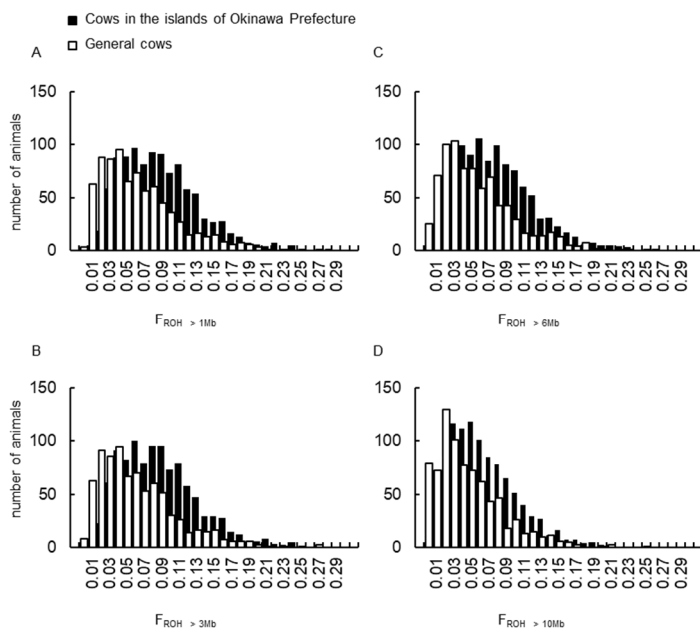 Cows in the islands of Okinawa Prefecture
General cows
A
number of animals
150
100
50
0
0.01 0.03 0.05 0.07 0.09 0.11 0.13 0.15 0.17 0.19 0.21 0.23 0.25 0.27 0.29
F ROH > 1Mb
C
150
100
50
0
0.01 0.03 0.05 0.07 0.09 0.11 0.13 0.15 0.17 0.19 0.21 0.23 0.25 0.27 0.29
F ROH > 6Mb
B
number of animals
150
100
50
0
0.01 0.03 0.05 0.07 0.09 0.11 0.13 0.15 0.17 0.19 0.21 0.23 0.25 0.27 0.29
F ROH > 3Mb
D
150
100
50
0
0.01 0.03 0.05 0.07 0.09 0.11 0.13 0.15 0.17 0.19 0.21 0.23 0.25 0.27 0.29
F ROH > 10Mb